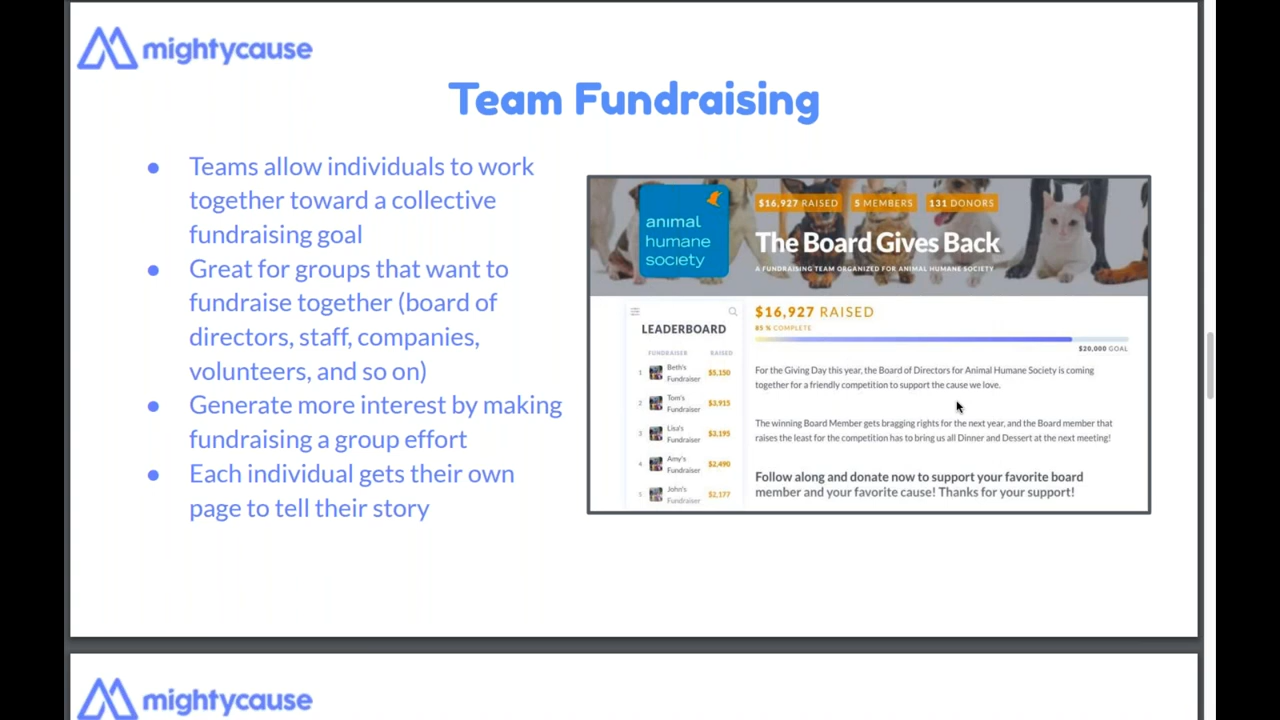 mightycause
Team Fundraising
● Teams allow individuals to work
together toward a collective
fundraising goal
● Great for groups that want to
fundraise together (board of
directors, staff, companies,
volunteers, and so on)
● Generate more interest by making
fundraising a group effort
● Each individual gets their own
page to tell their story
animal
humane
society
$16,927 RAISED 5 MEMBERS 131 DONORS
The Board Gives Back
A FUNDRAISING TEAM ORGANIZED FOR ANIMAL HUMANE SOCIETY
LEADERBOARD
FUNDRAISER RAISED
1 Beth's Fundraiser $5,150
2 Tom's Fundraiser $3,915
3 Lisa's Fundraiser $3,195
4 Amy's Fundraiser $2,490
5 John's Fundraiser $2,177
$16,927 RAISED
85 % COMPLETE
$20,000 GOAL
For the Giving Day this year, the Board of Directors for Animal Humane Society is coming
together for a friendly competition to support the cause we love.
The winning Board Member gets bragging rights for the next year, and the Board member that
raises the least for the competition has to bring us all Dinner and Dessert at the next meeting!
Follow along and donate now to support your favorite board
member and your favorite cause! Thanks for your support!
mightycause